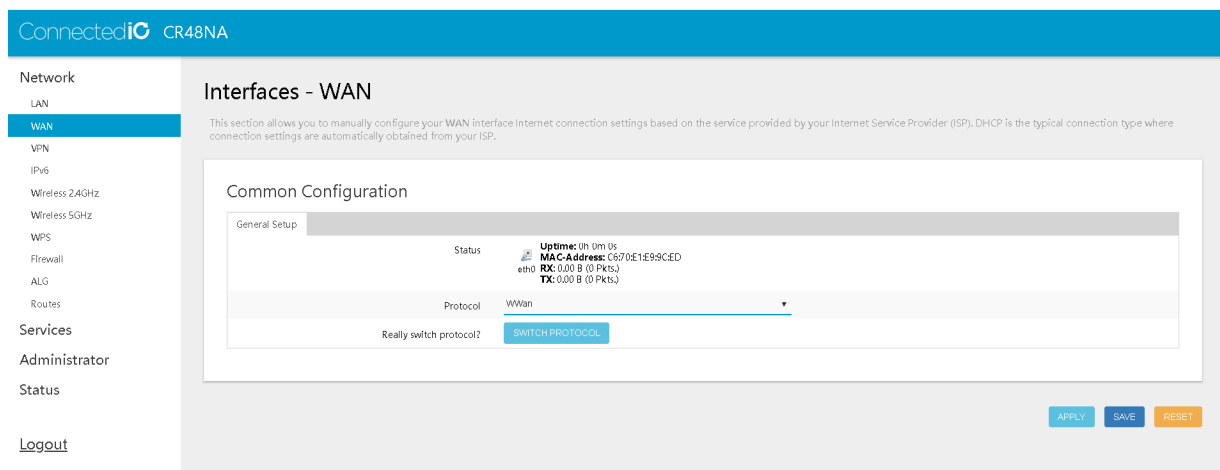 ConnectediO CR48NA
Network
LAN
WAN
VPN
IPv6
Wireless 2.4GHz
Wireless 5GHz
WPS
Firewall
ALG
Routes
Services
Administrator
Status
Logout
Interfaces - WAN
This section allows you to manually configure your WAN interface Internet connection settings based on the service provided by your Internet Service Provider (ISP). DHCP is the typical connection type where
connection settings are automatically obtained from your ISP.
Common Configuration
General Setup
Status
eth0
Uptime: 0h 0m 0s
MAC-Address: C6:70:E1:E9:9C:ED
RX: 0.00 B (0 Pkts.)
TX: 0.00 B (0 Pkts.)
Protocol WWan
Really switch protocol? SWITCH PROTOCOL
APPLY SAVE RESET